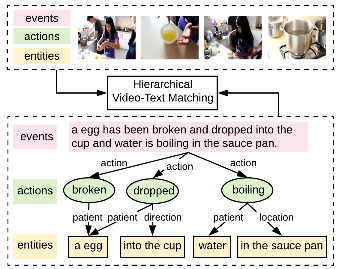 events
actions
entities
Hierarchical
Video-Text Matching
events
a egg has been broken and dropped into the
cup and water is boiling in the sauce pan.
action
action
action
actions
broken
dropped
boiling
patient
patient
direction
patient
location
entities
a egg
into the cup
water
in the sauce pan